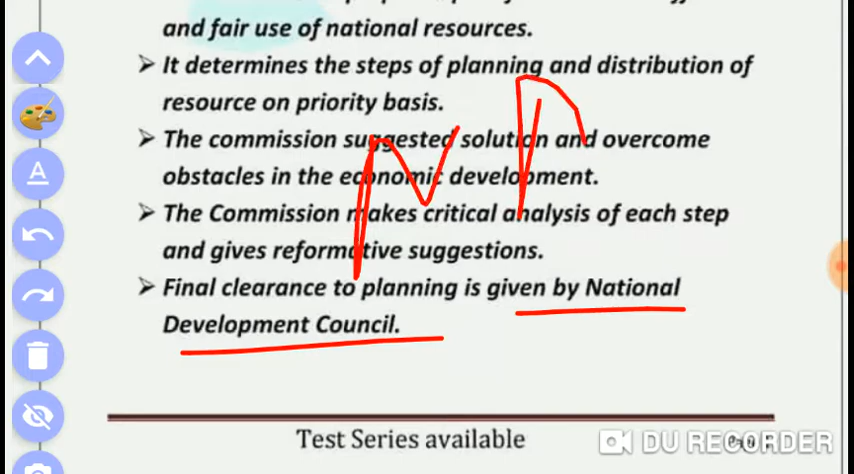 and fair use of national resources.
➤ It determines the steps of planning and distribution of
resource on priority basis.
➤ The commission suggested solution and overcome
obstacles in the economic development.
➤ The Commission makes critical analysis of each step
and gives reformative suggestions.
➤ Final clearance to planning is given by National
Development Council.
Test Series available
DU RECORDER
A